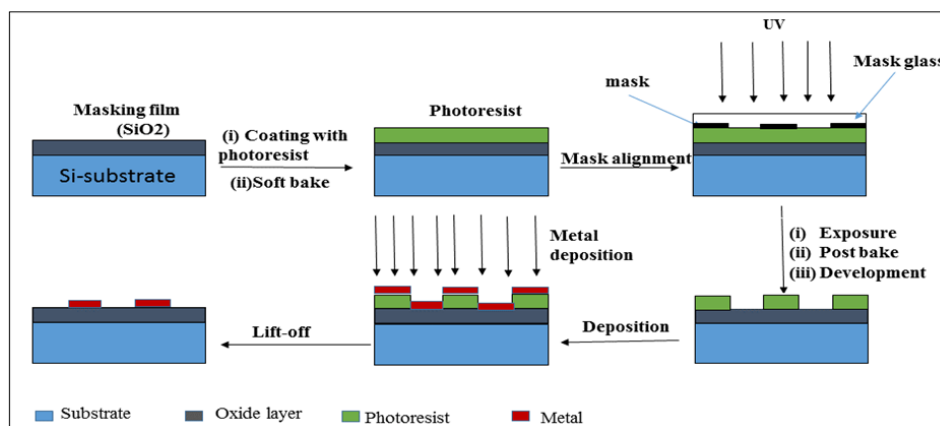 UV
Mask glass
mask
Masking film
(SiO2)
(i) Coating with
photoresist
(ii)Soft bake
Photoresist
Mask alignment
Si-substrate
Metal
deposition
(i) Exposure
(ii) Post bake
(iii) Development
Deposition
Lift-off
Substrate
Oxide layer
Photoresist
Metal